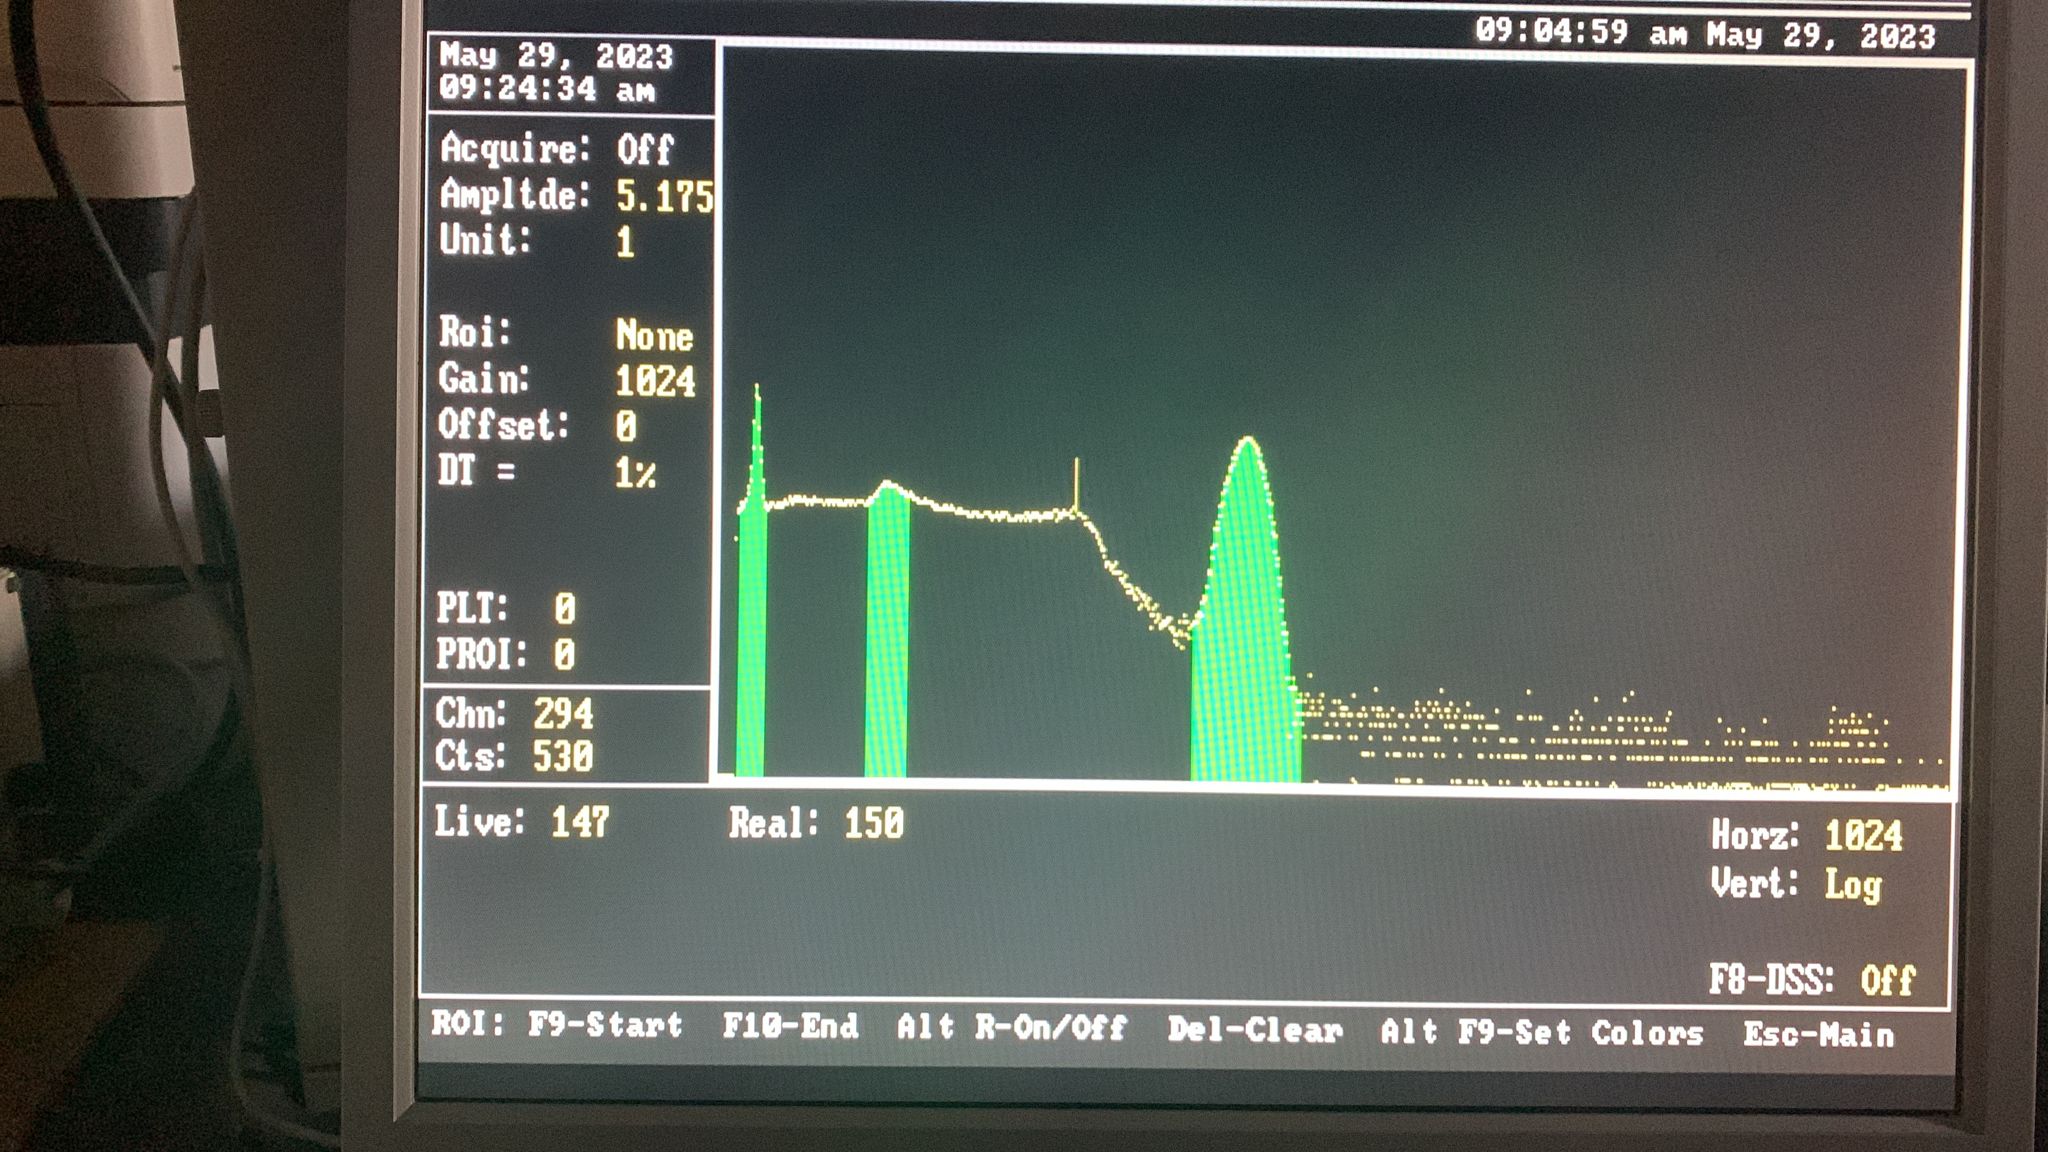 09:04:59 am May 29, 2023
May 29, 2023
09:24:34 am
Acquire: Off
Ampltde: 5.175
Unit: 1
Roi: None
Gain: 1024
Offset: 0
DT = 1%
PLT: 0
PROI: 0
Chn: 294
Cts: 530
Live: 147 Real: 150
Horz: 1024
Vert: Log
F8-DSS: Off
ROI: F9-Start F10-End Alt R-On/Off Del-Clear Alt F9-Set Colors Esc-Main